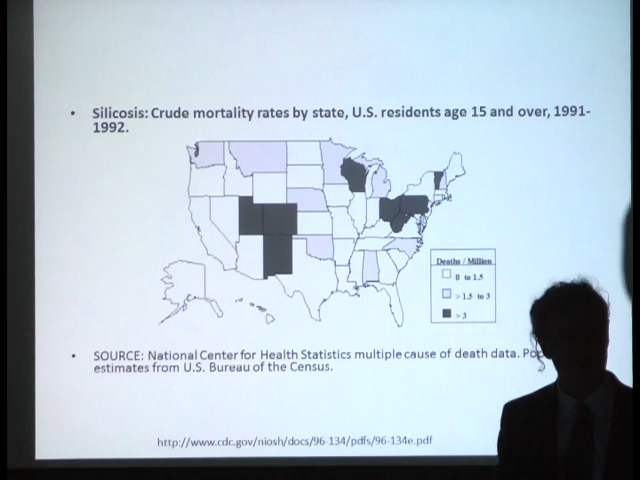 • Silicosis: Crude mortality rates by state, U.S. residents age 15 and over, 1991-
1992.
Deaths / Million
0 to 1.5
> 1.5 to 3
> 3
• SOURCE: National Center for Health Statistics multiple cause of death data.
estimates from U.S. Bureau of the Census.
http://www.cdc.gov/niosh/docs/96-134/pdfs/96-134e.pdf